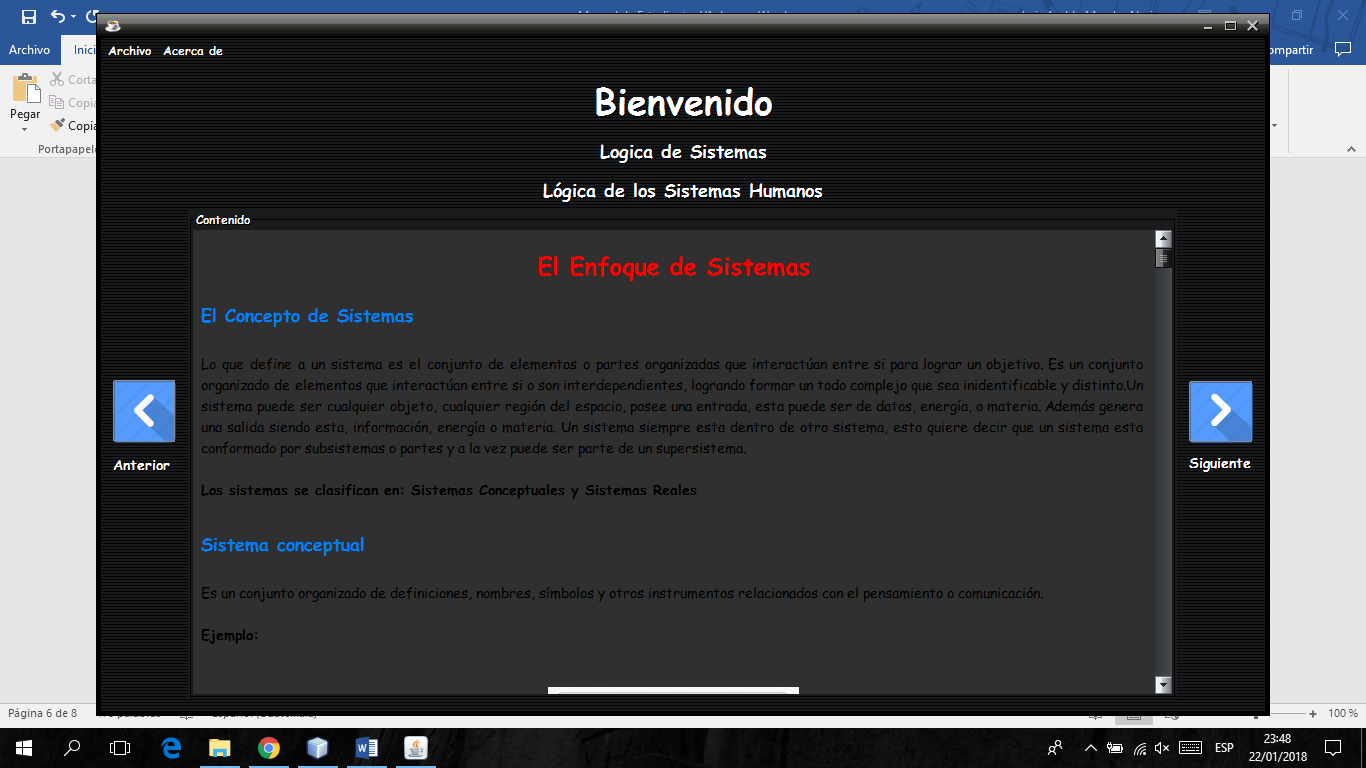 Archivo
Inici
ompartir
Pegar
Corta
Copia
Copia
Portapapele
Archivo Acerca de
Bienvenido
Logica de Sistemas
Lógica de los Sistemas Humanos
Contenido
El Enfoque de Sistemas
El Concepto de Sistemas
Lo que define a un sistema es el conjunto de elementos o partes organizadas que interactúan entre si para lograr un objetivo. Es un conjunto
organizado de elementos que interactúan entre si o son interdependientes, logrando formar un todo complejo que sea inidentificable y distinto.Un
sistema puede ser cualquier objeto, cualquier región del espacio, posee una entrada, esta puede ser de datos, energía, o materia. Además genera
una salida siendo esta, información, energía o materia. Un sistema siempre esta dentro de otro sistema, esto quiere decir que un sistema esta
conformado por subsistemas o partes y a la vez puede ser parte de un supersistema.
Los sistemas se clasifican en: Sistemas Conceptuales y Sistemas Reales
Sistema conceptual
Es un conjunto organizado de definiciones, nombres, símbolos y otros instrumentos relacionados con el pensamiento o comunicación.
Ejemplo:
Anterior
Siguiente
Página 6 de 8
100 %
ESP
23:48
22/01/2018